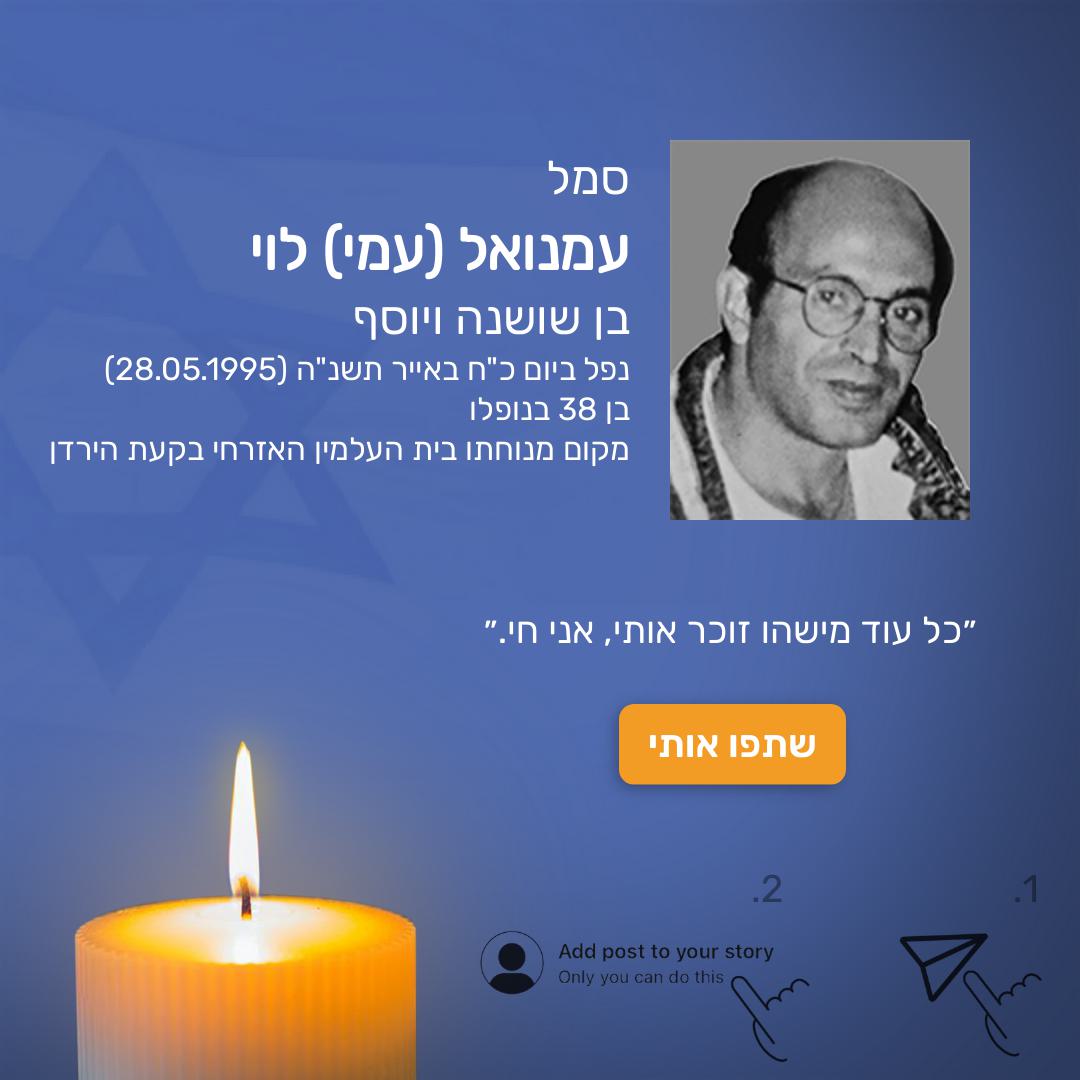 סמל
עמנואל (עמי) לוי
בן שושנה ויוסף
נפל ביום כ"ח באייר תשנ"ה (28.05.1995)
בן 38 בנופלו
מקום מנוחתו בית העלמין האזרחי בקעת הירדן
״כל עוד מישהו זוכר אותי, אני חי.״
שתפו אותי
1.
2.
Add post to your story
Only you can do this